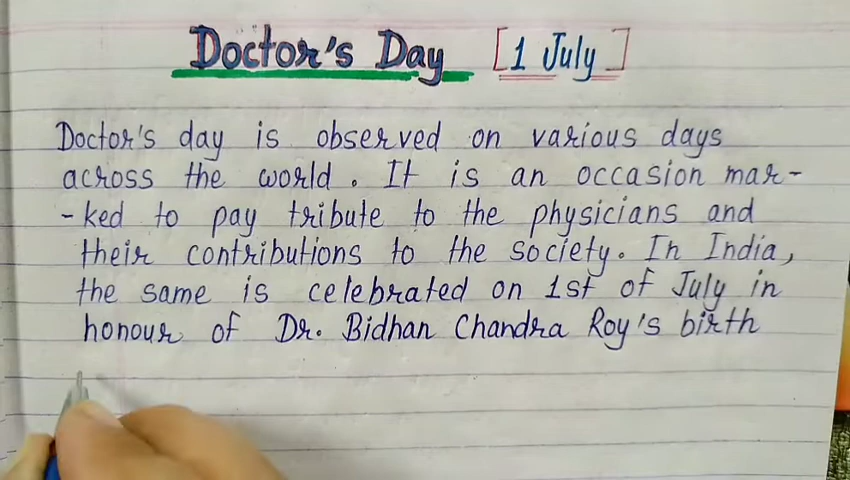 Doctor's Day [1 July]
Doctor's day is observed on various days
across the world. It is an occasion mar-
-ked to pay tribute to the physicians and
their contributions to the society. In India,
the same is celebrated on 1st of July in
honour of Dr. Bidhan Chandra Roy's birth